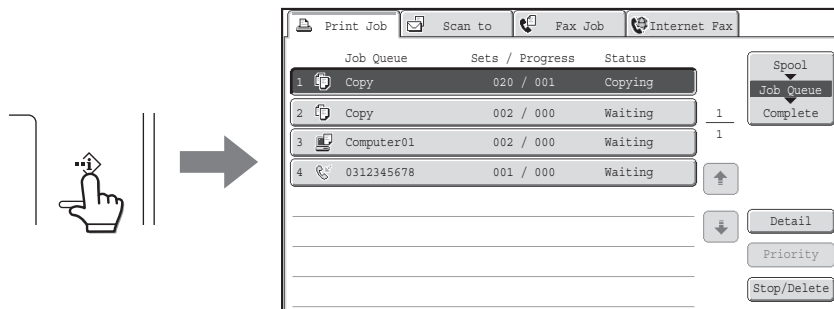 Print Job Scan to Fax Job Internet Fax
Job Queue Sets / Progress Status
1 Copy 020 / 001 Copying
2 Copy 002 / 000 Waiting
3 Computer01 002 / 000 Waiting
4 0312345678 001 / 000 Waiting
1
1
Spool
Job Queue
Complete
Detail
Priority
Stop/Delete